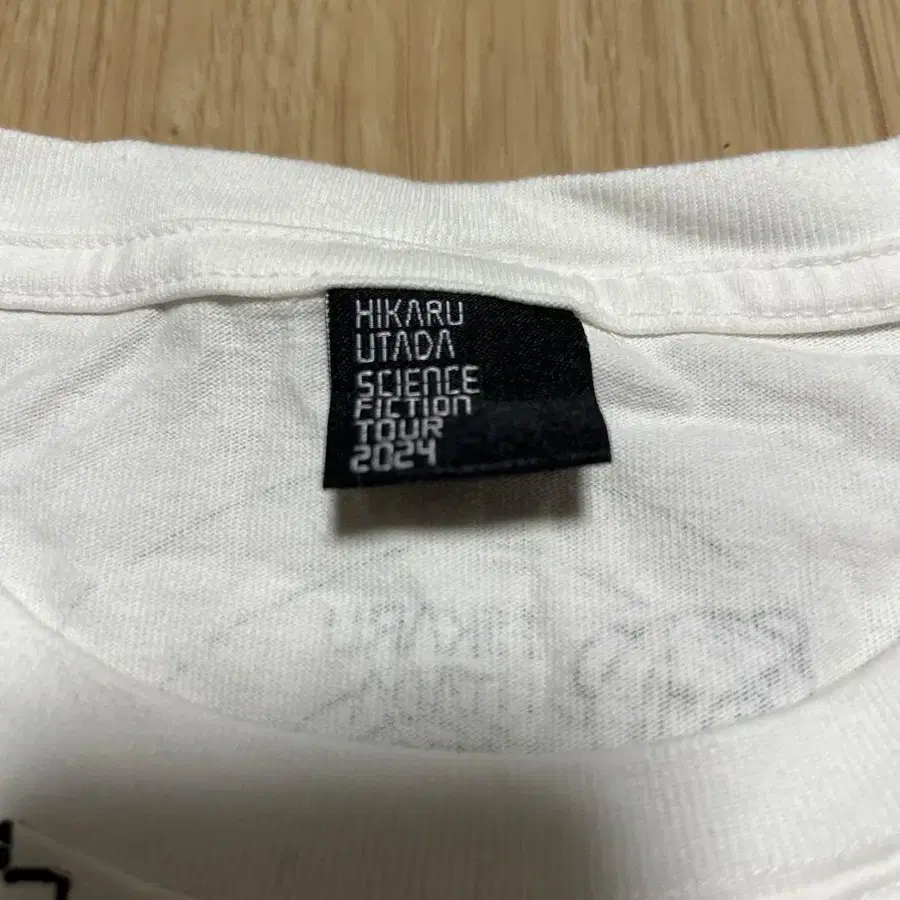 HIKARU
UTADA
SCIENCE
FICTION
TOUR
2024